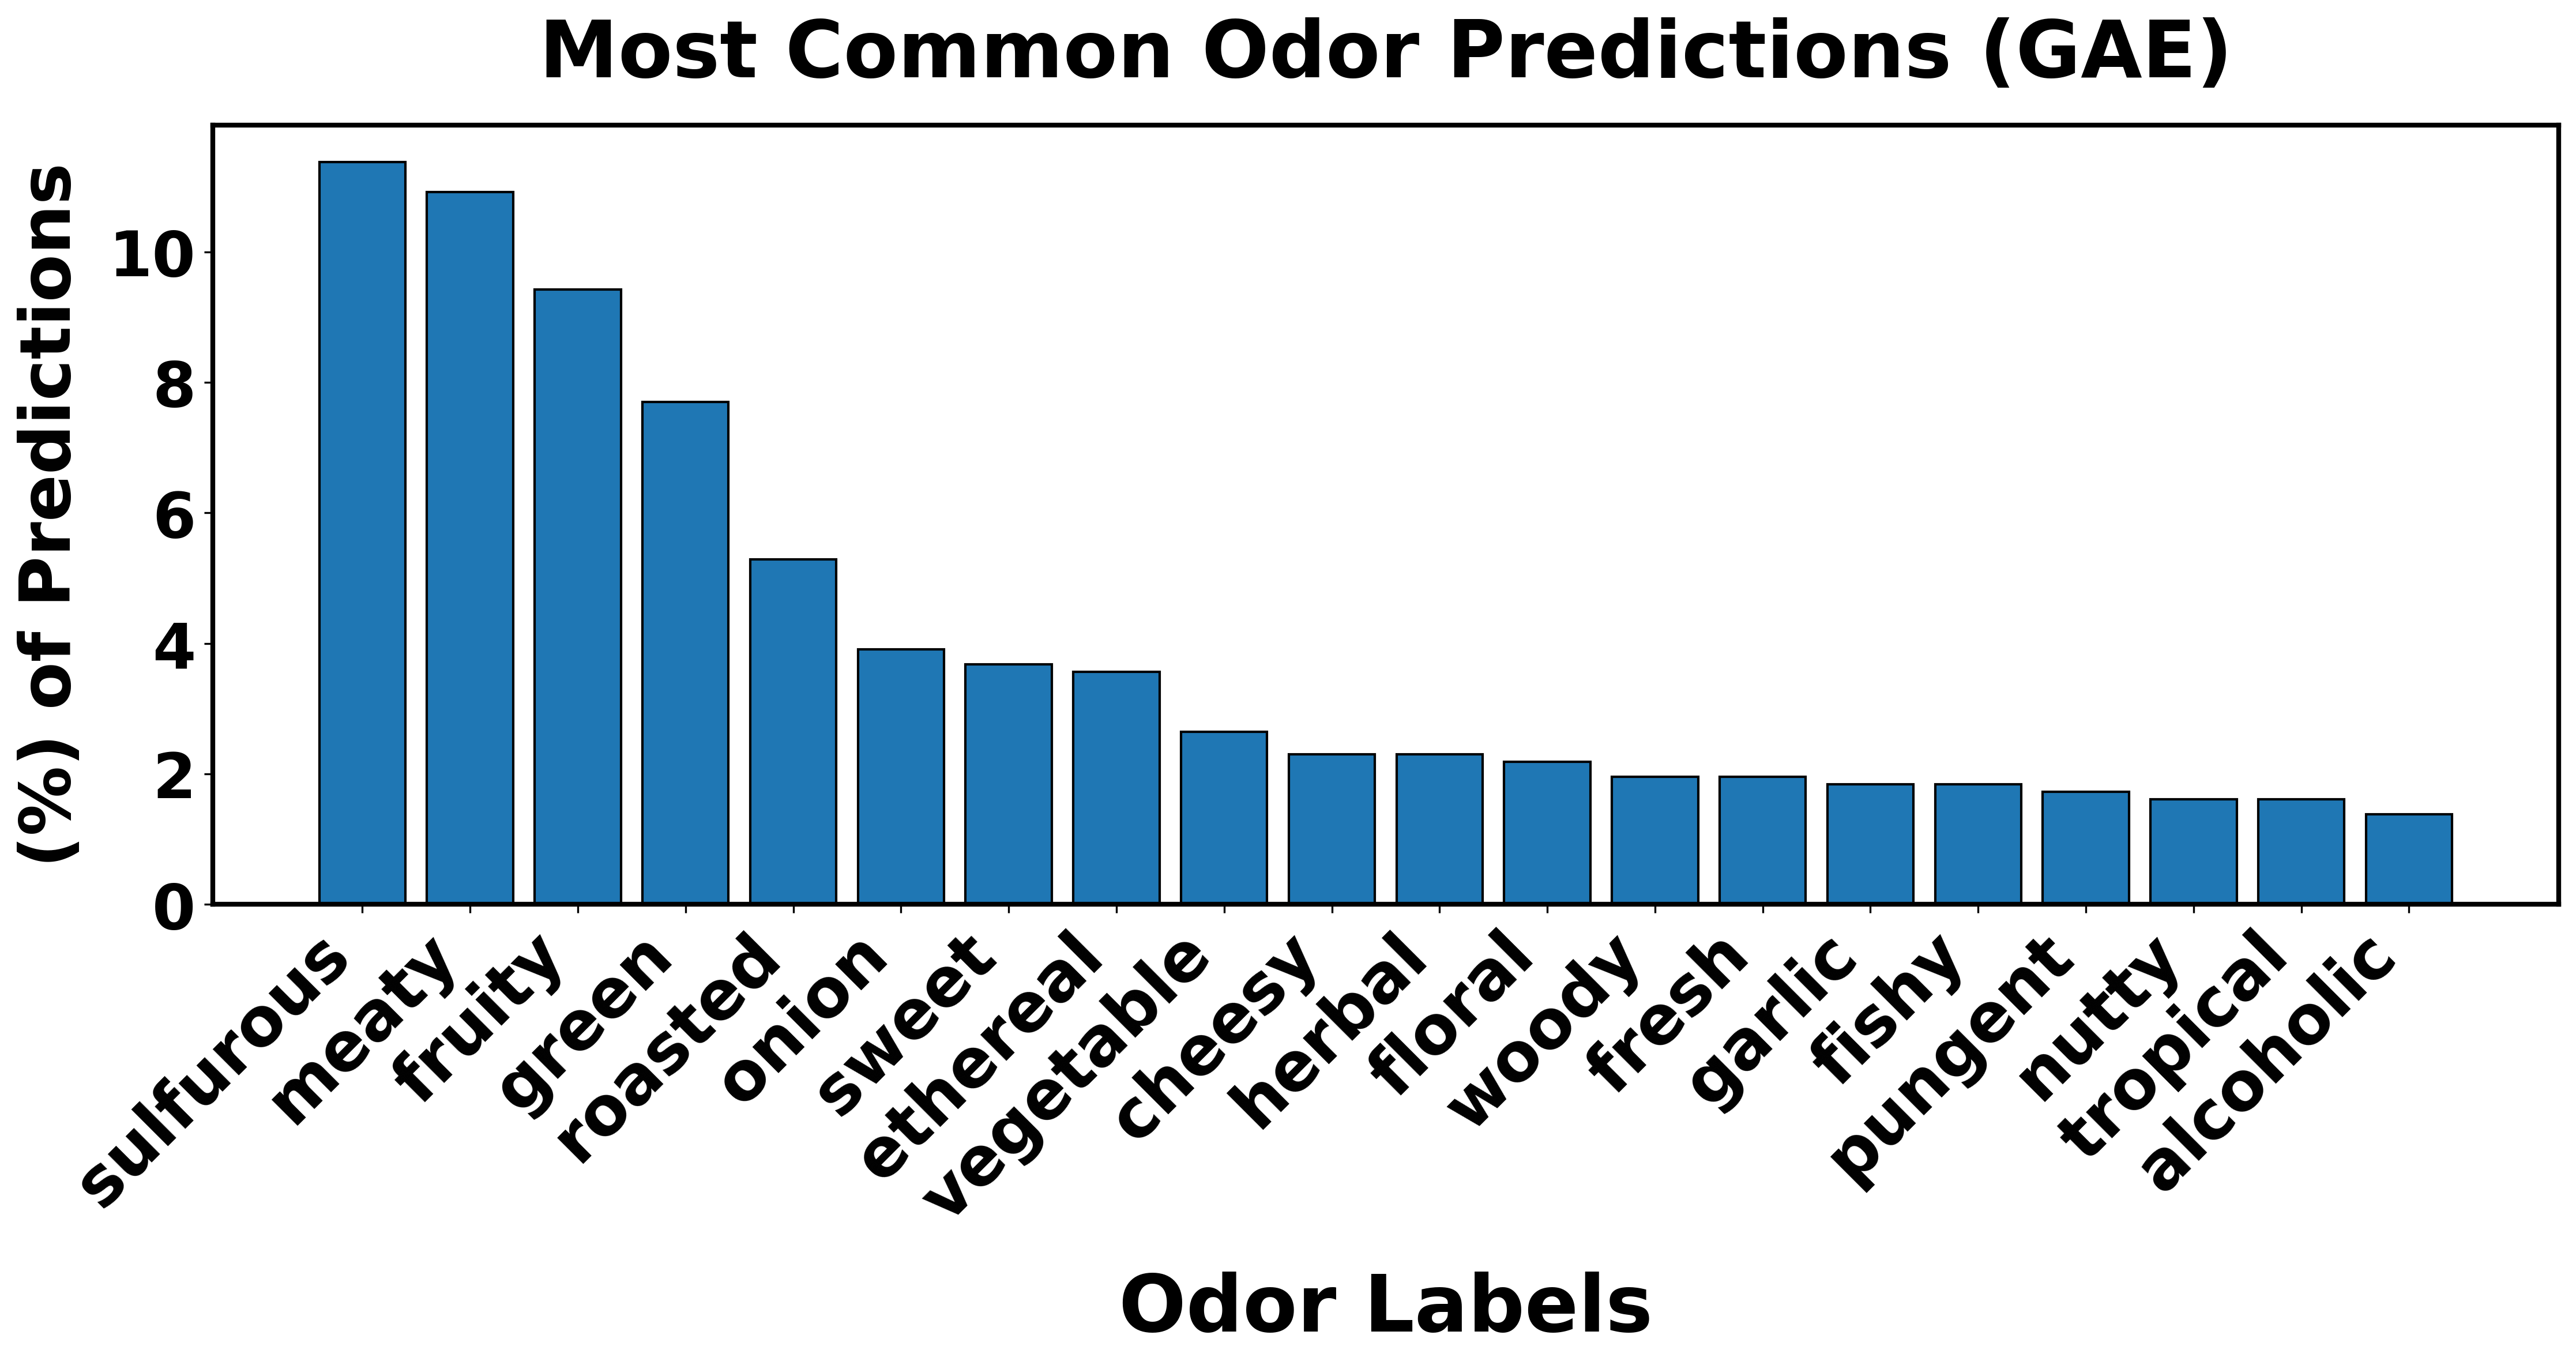 Most Common Odor Predictions (GAE)
(%) of Predictions
10
8
6
4
2
0
sulfurous
meaty
fruity
green
roasted
onion
sweet
ethereal
vegetable
cheesy
herbal
floral
woody
fresh
garlic
fishy
pungent
nutty
tropical
alcoholic
Odor Labels